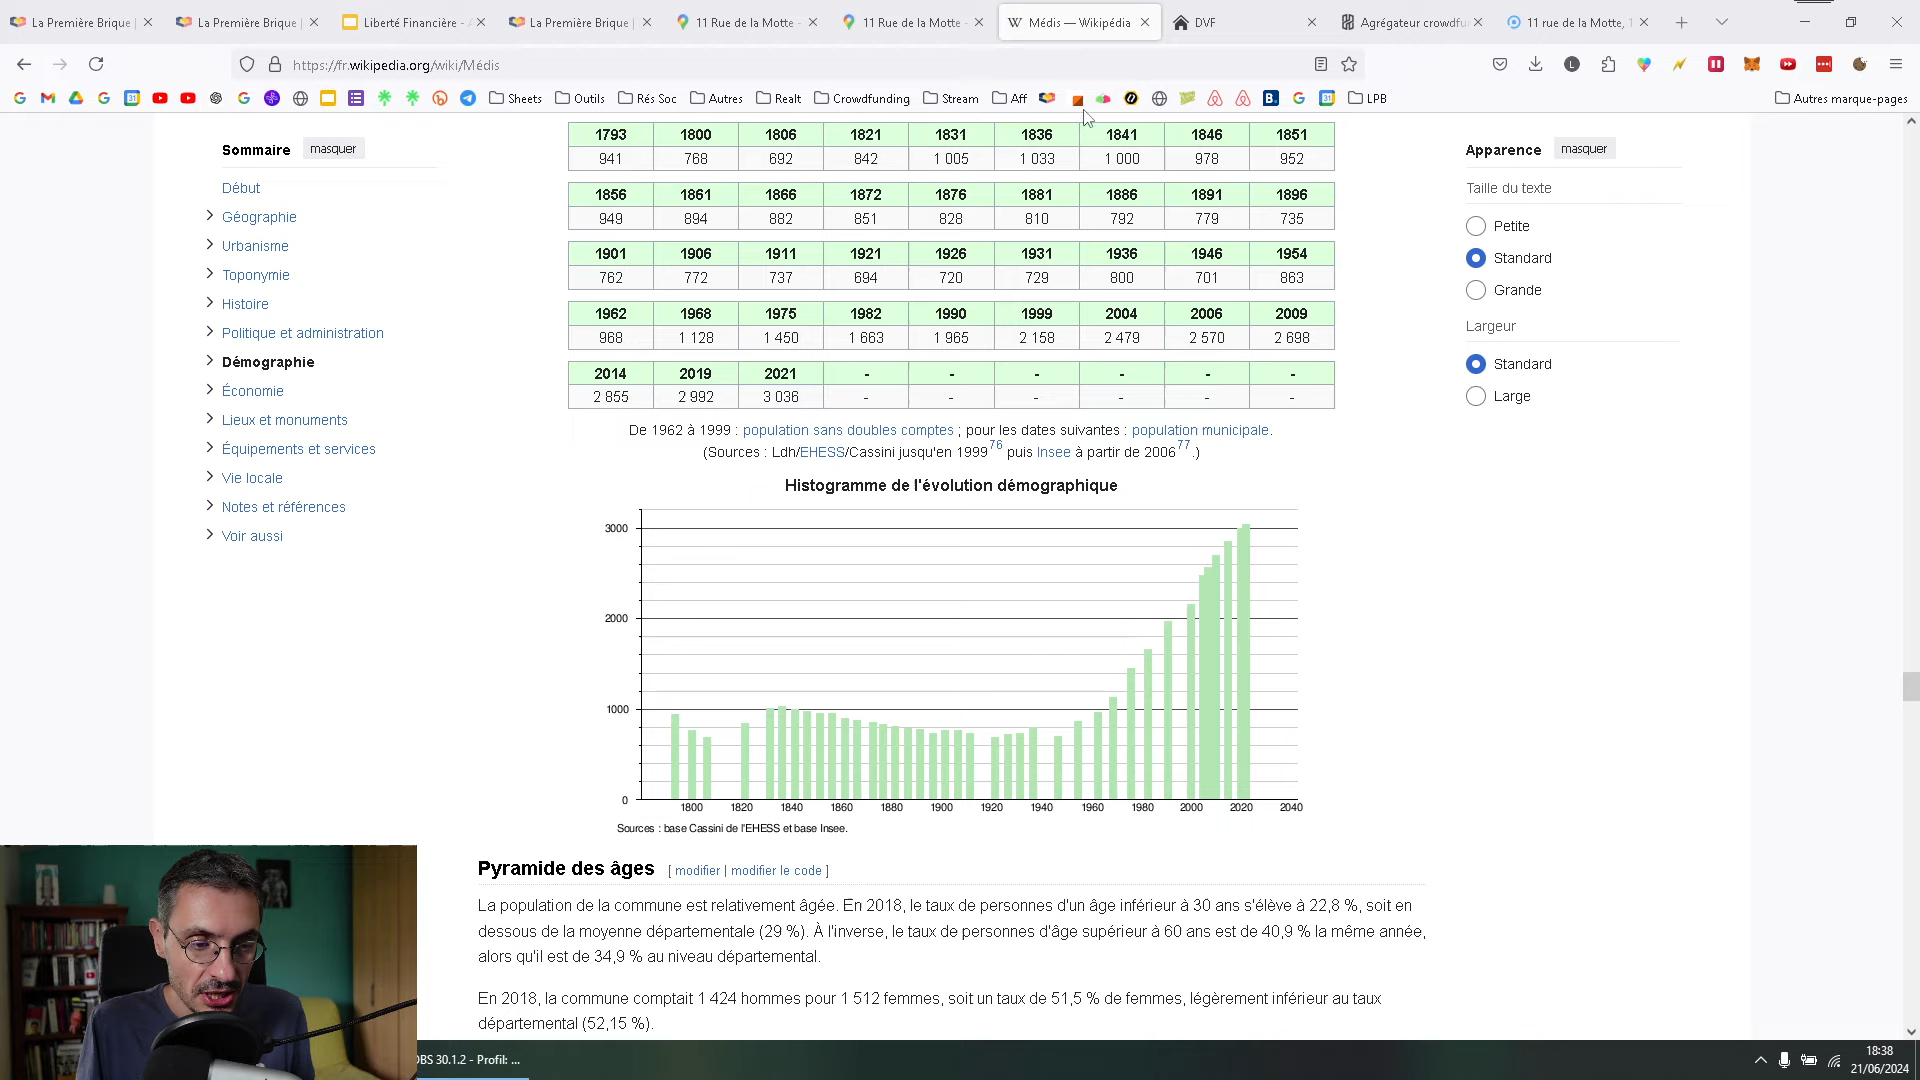 La Première Brique |
La Première Brique |
Liberté Financière - A
La Première Brique |
11 Rue de la Motte -
11 Rue de la Motte -
Médis — Wikipédia
DVF
Agrégateur crowdfu
11 rue de la Motte, 1
https://fr.wikipedia.org/wiki/Médis
Sheets
Outils
Rés Soc
Autres
Realt
Crowdfunding
Stream
Aff
LPB
Autres marque-pages
Sommaire masquer
Début
Géographie
Urbanisme
Toponymie
Histoire
Politique et administration
Démographie
Économie
Lieux et monuments
Équipements et services
Vie locale
Notes et références
Voir aussi
1793 1800 1806 1821 1831 1836 1841 1846 1851
941 768 692 842 1 005 1 033 1 000 978 952
1856 1861 1866 1872 1876 1881 1886 1891 1896
949 894 882 851 828 810 792 779 735
1901 1906 1911 1921 1926 1931 1936 1946 1954
762 772 737 694 720 729 800 701 863
1962 1968 1975 1982 1990 1999 2004 2006 2009
968 1 128 1 450 1 663 1 965 2 158 2 479 2 570 2 698
2014 2019 2021 - - - - - -
2 855 2 992 3 036 - - - - - -
De 1962 à 1999 : population sans doubles comptes ; pour les dates suivantes : population municipale.
(Sources : Ldh/EHESS/Cassini jusqu'en 1999 76 puis Insee à partir de 2006 77.)
Histogramme de l'évolution démographique
3000
2000
1000
0
1800 1820 1840 1860 1880 1900 1920 1940 1960 1980 2000 2020 2040
Sources : base Cassini de l'EHESS et base Insee.
Pyramide des âges [ modifier | modifier le code ]
La population de la commune est relativement âgée. En 2018, le taux de personnes d'un âge inférieur à 30 ans s'élève à 22,8 %, soit en
dessous de la moyenne départementale (29 %). À l'inverse, le taux de personnes d'âge supérieur à 60 ans est de 40,9 % la même année,
alors qu'il est de 34,9 % au niveau départemental.
En 2018, la commune comptait 1 424 hommes pour 1 512 femmes, soit un taux de 51,5 % de femmes, légèrement inférieur au taux
départemental (52,15 %).
Apparence masquer
Taille du texte
Petite
Standard
Grande
Largeur
Standard
Large
OBS 30.1.2 - Profil: ...
18:38
21/06/2024